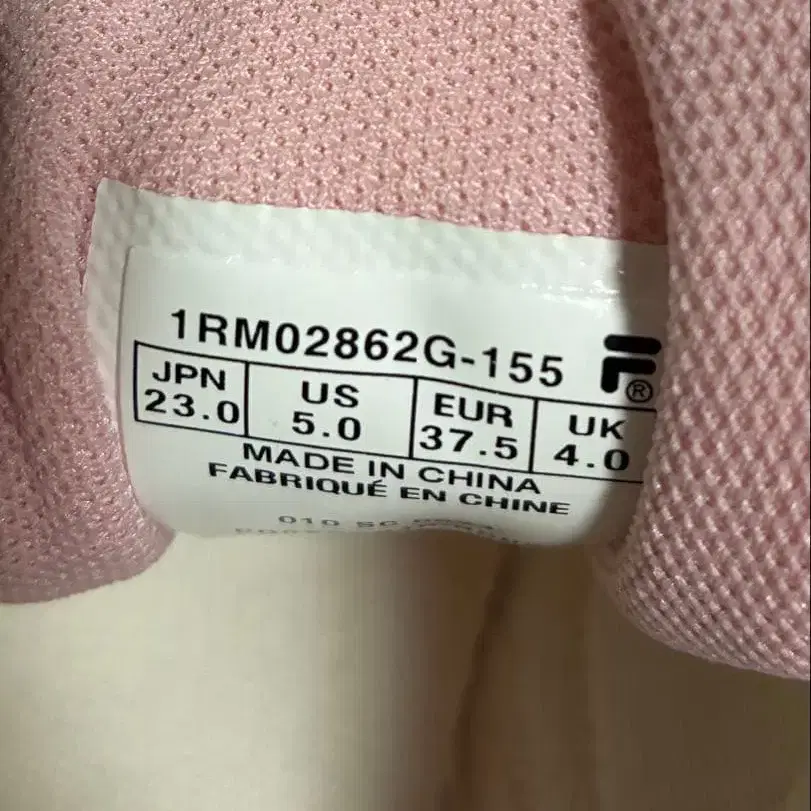 1RM02862G-155
JPN US EUR UK
23.0 5.0 37.5 4.0
MADE IN CHINA
FABRIQUÉ EN CHINE